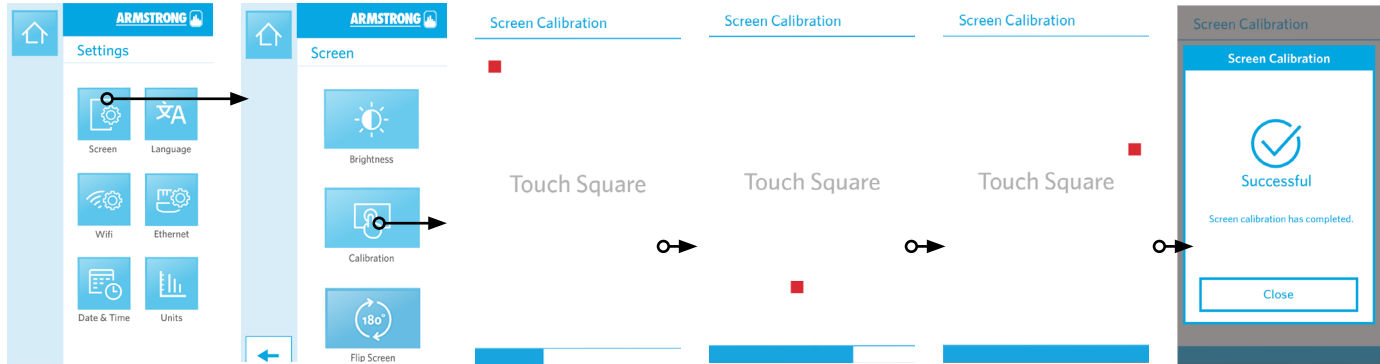 ARMSTRONG
Settings
Screen
Language
Wifi
Ethernet
Date & Time
Units
ARMSTRONG
Screen
Brightness
Calibration
180°
Flip Screen
Screen Calibration
Touch Square
Screen Calibration
Touch Square
Screen Calibration
Touch Square
Screen Calibration
Screen Calibration
Successful
Screen calibration has completed.
Close